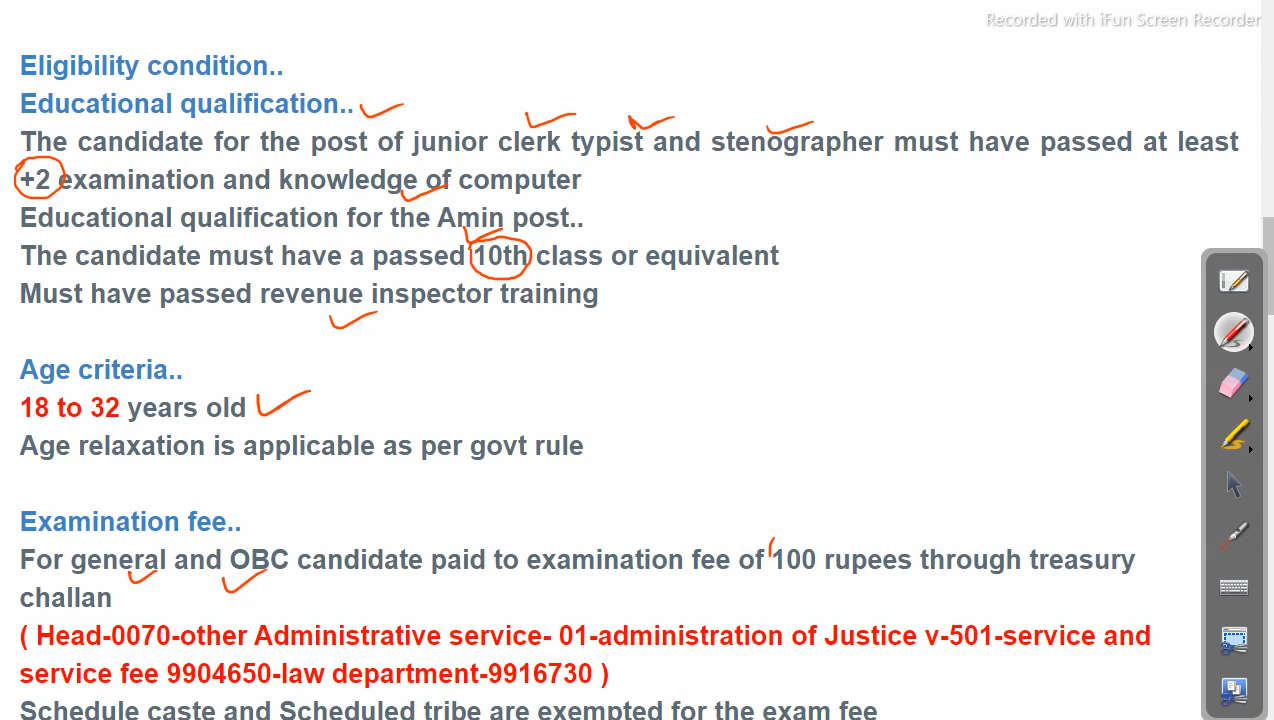 Recorded with iFun Screen Recorder
Eligibility condition..
Educational qualification..
The candidate for the post of junior clerk typist and stenographer must have passed at least
+2 examination and knowledge of computer
Educational qualification for the Amin post..
The candidate must have a passed 10th class or equivalent
Must have passed revenue inspector training
Age criteria..
18 to 32 years old
Age relaxation is applicable as per govt rule
Examination fee..
For general and OBC candidate paid to examination fee of 100 rupees through treasury
challan
( Head-0070-other Administrative service- 01-administration of Justice v-501-service and
service fee 9904650-law department-9916730 )
Schedule caste and Scheduled tribe are exempted for the exam fee